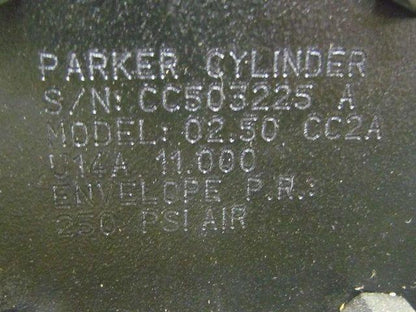 PARKER CYLINDER
S/N: CC503225 A
MODEL: 02.50 CC2A
U14A 11.000
ENVELOPE P.R.:
250 PSI AIR